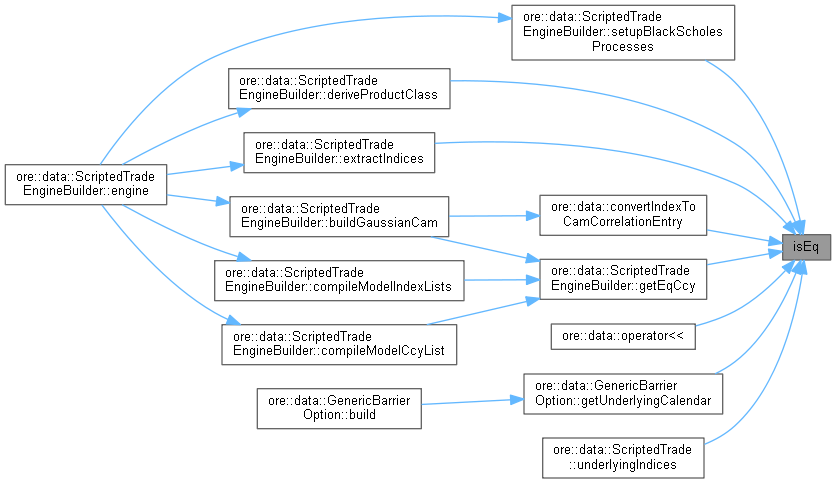 ore::data::ScriptedTrade
EngineBuilder::setupBlackScholes
Processes
ore::data::ScriptedTrade
EngineBuilder::deriveProductClass
ore::data::ScriptedTrade
EngineBuilder::extractIndices
ore::data::ScriptedTrade
EngineBuilder::engine
ore::data::ScriptedTrade
EngineBuilder::buildGaussianCam
ore::data::convertIndexTo
CamCorrelationEntry
isEq
ore::data::ScriptedTrade
EngineBuilder::compileModelIndexLists
ore::data::ScriptedTrade
EngineBuilder::getEqCcy
ore::data::ScriptedTrade
EngineBuilder::compileModelCcyList
ore::data::operator<<
ore::data::GenericBarrier
Option::build
ore::data::GenericBarrier
Option::getUnderlyingCalendar
ore::data::ScriptedTrade
::underlyingIndices